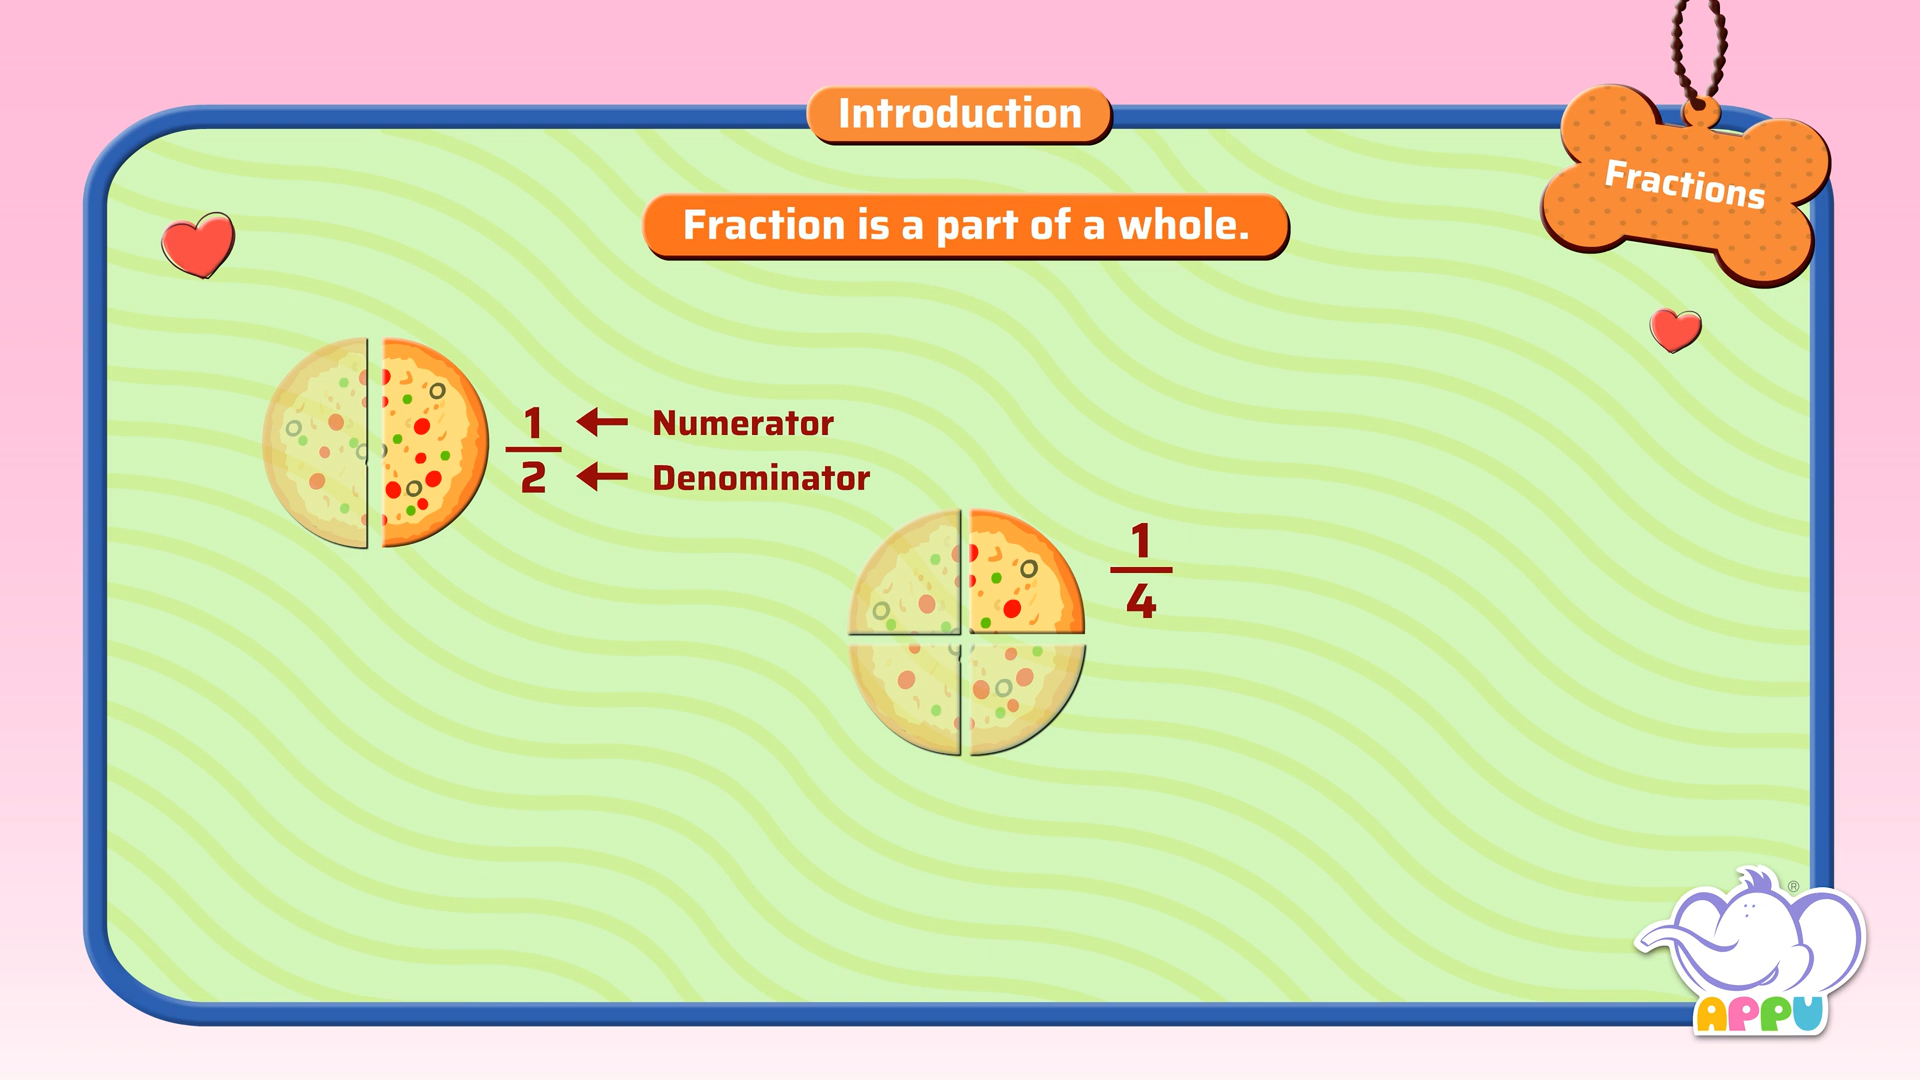 Introduction
Fractions
Fraction is a part of a whole.
1 ← Numerator
2 ← Denominator
1
4
®
APPU